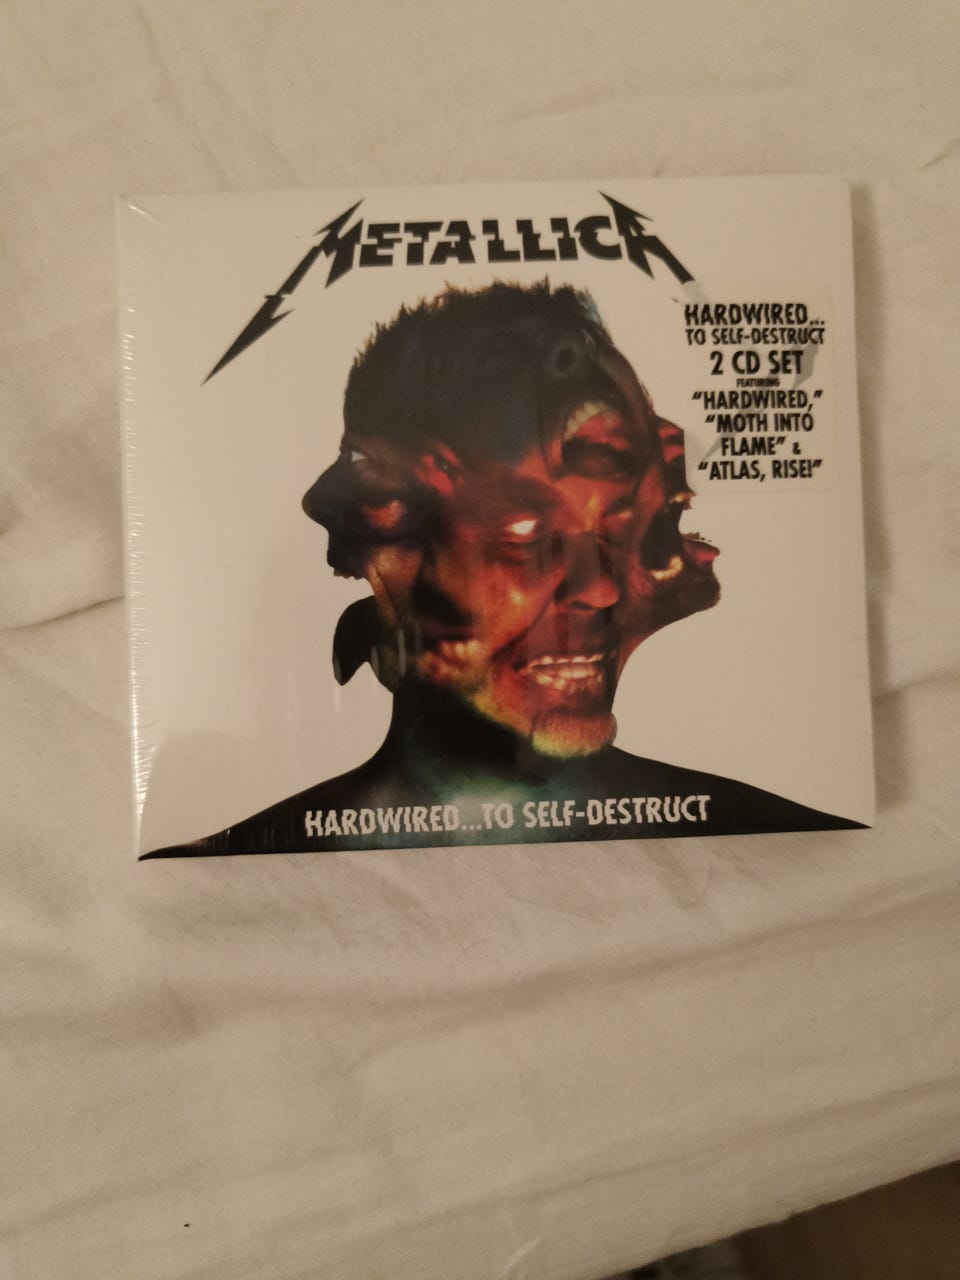 METALLICA
HARDWIRED...
TO SELF-DESTRUCT
2 CD SET
FEATURING
"HARDWIRED,"
"MOTH INTO
FLAME" &
"ATLAS, RISE!"
HARDWIRED...TO SELF-DESTRUCT